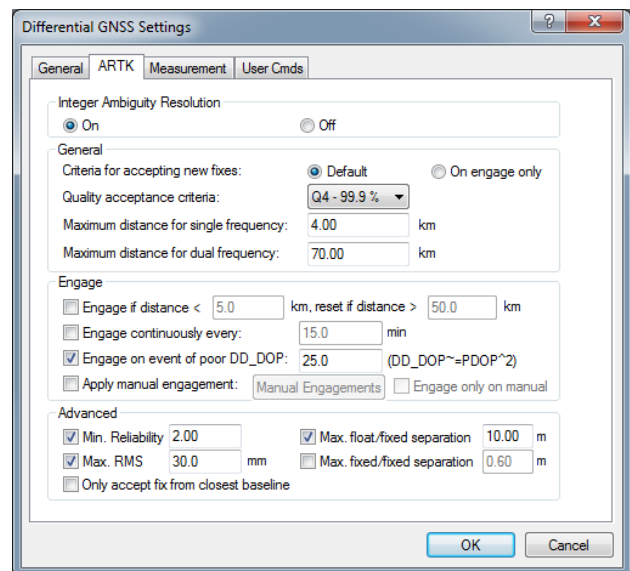 Differential GNSS Settings
? X
General ARTK Measurement User Cmds
Integer Ambiguity Resolution
On Off
General
Criteria for accepting new fixes: Default On engage only
Quality acceptance criteria: Q4 - 99.9 %
Maximum distance for single frequency: 4.00 km
Maximum distance for dual frequency: 70.00 km
Engage
Engage if distance < 5.0 km, reset if distance > 50.0 km
Engage continuously every: 15.0 min
Engage on event of poor DD_DOP: 25.0 (DD_DOP~=PDOP^2)
Apply manual engagement: Manual Engagements Engage only on manual
Advanced
Min. Reliability 2.00 Max. float/fixed separation 10.00 m
Max. RMS 30.0 mm Max. fixed/fixed separation 0.60 m
Only accept fix from closest baseline
OK Cancel